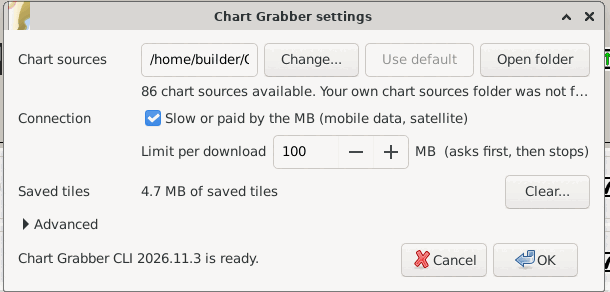 Chart Grabber settings
Chart sources /home/builder/ Change... Use default Open folder
86 chart sources available. Your own chart sources folder was not f...
Connection Slow or paid by the MB (mobile data, satellite)
Limit per download 100 MB (asks first, then stops)
Saved tiles 4.7 MB of saved tiles Clear...
Advanced
Chart Grabber CLI 2026.11.3 is ready. Cancel OK